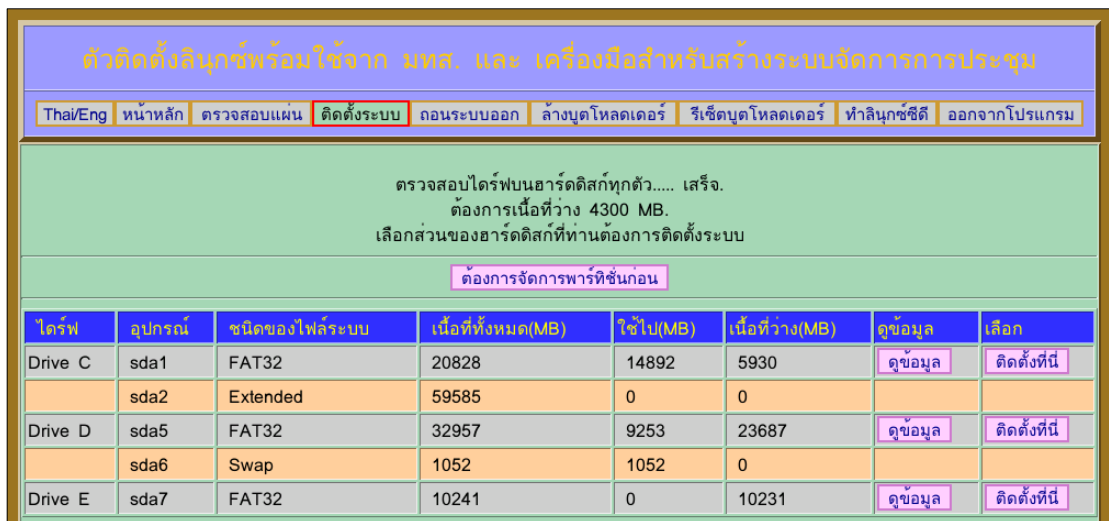 ตัวติดตั้งลินุกซ์พร้อมใช้จาก มทส. และ เครื่องมือสำหรับสร้างระบบจัดการการประชุม
Thai/Eng หน้าหลัก ตรวจสอบแผ่น ติดตั้งระบบ ถอนระบบออก ล้างบูตโหลดเดอร์ รีเซ็ตบูตโหลดเดอร์ ทำลินุกซ์ซีดี ออกจากโปรแกรม
ตรวจสอบไดร์ฟบนฮาร์ดดิสก์ทุกตัว..... เสร็จ.
ต้องการเนื้อที่ว่าง 4300 MB.
เลือกส่วนของฮาร์ดดิสก์ที่ท่านต้องการติดตั้งระบบ
ต้องการจัดการพาร์ทิชั่นก่อน
ไดร์ฟ อุปกรณ์ ชนิดของไฟล์ระบบ เนื้อที่ทั้งหมด(MB) ใช้ไป(MB) เนื้อที่ว่าง(MB) ดูข้อมูล เลือก
Drive C sda1 FAT32 20828 14892 5930 ดูข้อมูล ติดตั้งที่นี่
sda2 Extended 59585 0 0
Drive D sda5 FAT32 32957 9253 23687 ดูข้อมูล ติดตั้งที่นี่
sda6 Swap 1052 1052 0
Drive E sda7 FAT32 10241 0 10231 ดูข้อมูล ติดตั้งที่นี่